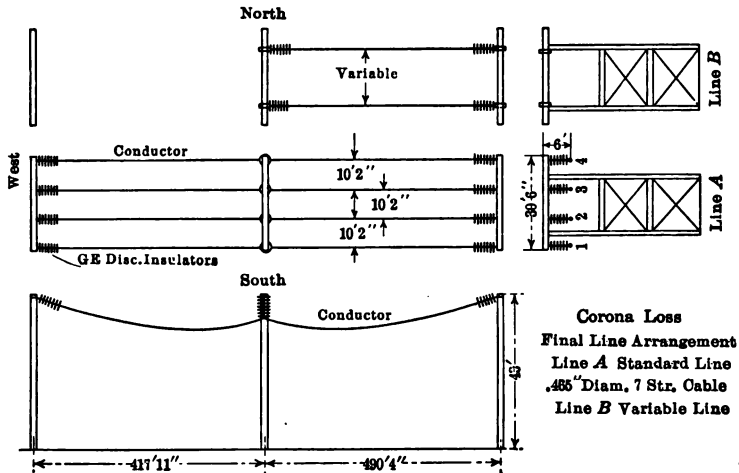 North
Variable
Line B
West
Conductor
10'2"
10'2"
10'2"
6'
30'6"
4
3
2
1
Line A
GE Disc.Insulators
South
Conductor
45'
417'11"
490'4"
Corona Loss
Final Line Arrangement
Line A Standard Line
.465" Diam. 7 Str. Cable
Line B Variable Line